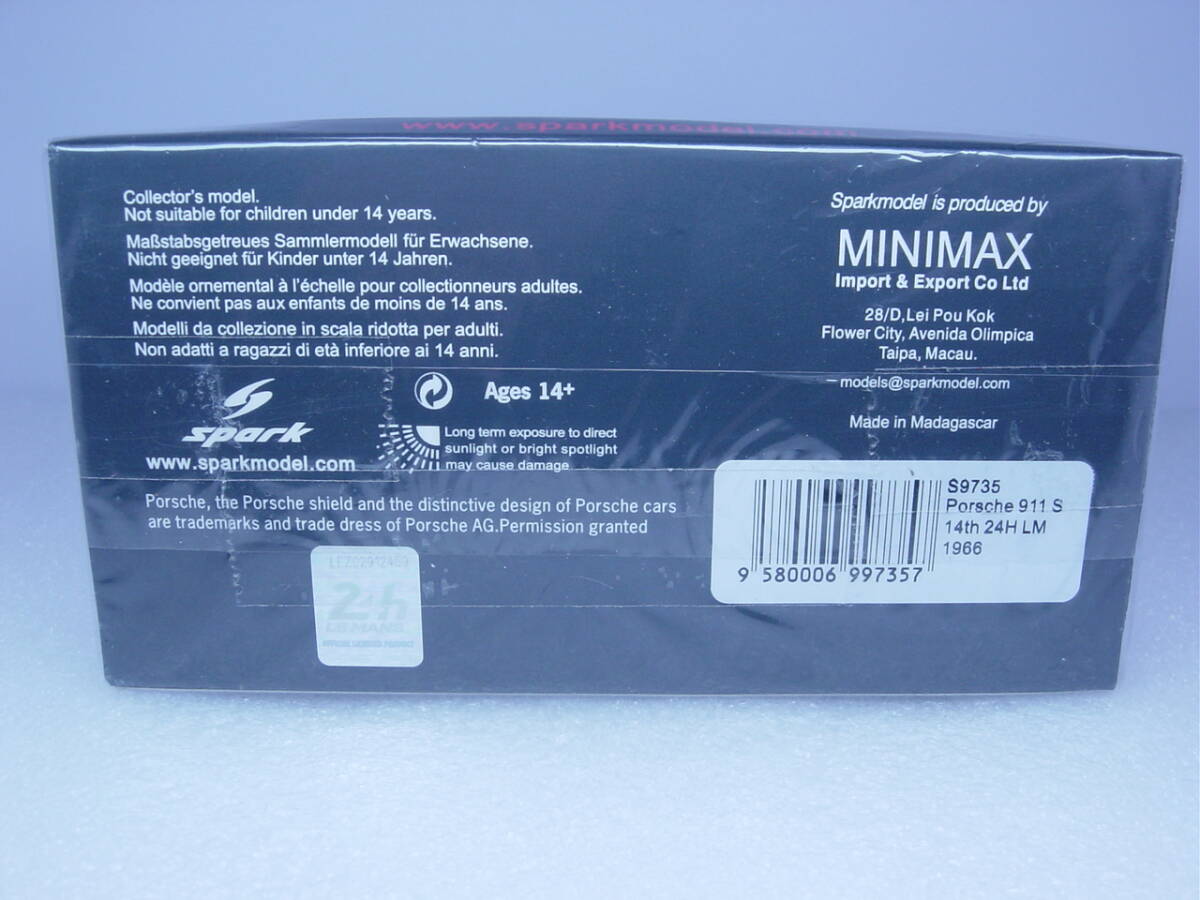 www.sparkmodel.com
Collector's model.
Not suitable for children under 14 years.
Maßstabsgetreues Sammlermodell für Erwachsene.
Nicht geeignet für Kinder unter 14 Jahren.
Modèle ornemental à l'échelle pour collectionneurs adultes.
Ne convient pas aux enfants de moins de 14 ans.
Modelli da collezione in scala ridotta per adulti.
Non adatti a ragazzi di età inferiore ai 14 anni.
spark
www.sparkmodel.com
Ages 14+
Long term exposure to direct
sunlight or bright spotlight
may cause damage
Porsche, the Porsche shield and the distinctive design of Porsche cars
are trademarks and trade dress of Porsche AG.Permission granted
24h
LE MANS
Sparkmodel is produced by
MINIMAX
Import & Export Co Ltd
28/D,Lei Pou Kok
Flower City, Avenida Olimpica
Taipa, Macau.
models@sparkmodel.com
Made in Madagascar
S9735
Porsche 911 S
14th 24H LM
1966
9 580006 997357